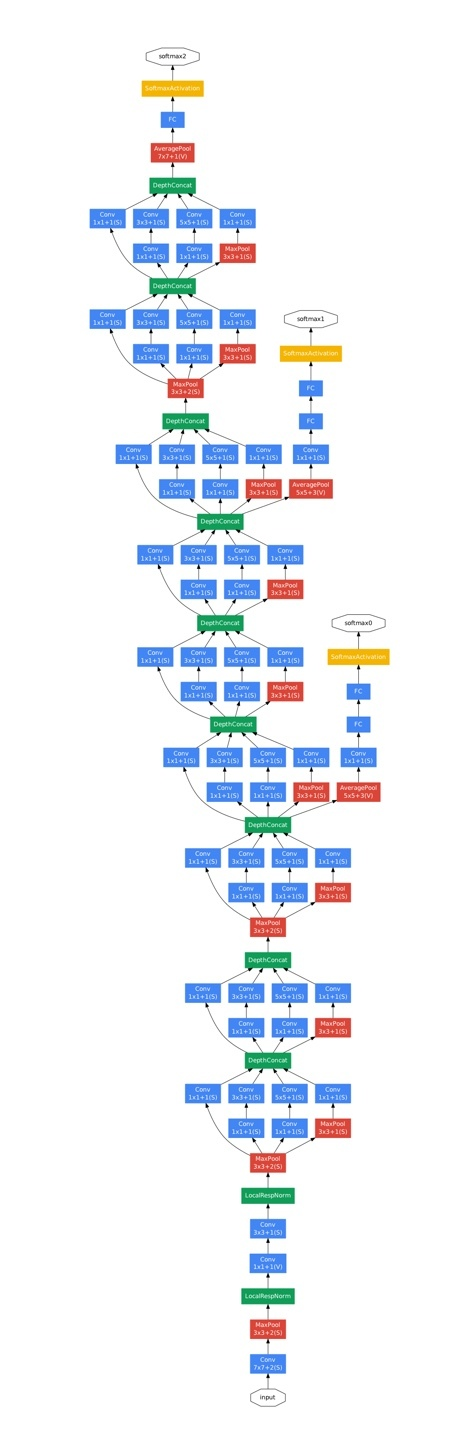 softmax2
SoftmaxActivation
FC
AveragePool
7x7+1(V)
DepthConcat
Conv Conv Conv Conv
1x1+1(S) 3x3+1(S) 5x5+1(S) 1x1+1(S)
Conv Conv MaxPool
1x1+1(S) 1x1+1(S) 3x3+1(S)
DepthConcat
Conv Conv Conv Conv
1x1+1(S) 3x3+1(S) 5x5+1(S) 1x1+1(S)
softmax1
Conv Conv MaxPool
1x1+1(S) 1x1+1(S) 3x3+1(S)
SoftmaxActivation
MaxPool
3x3+2(S)
FC
DepthConcat
FC
Conv Conv Conv Conv Conv
1x1+1(S) 3x3+1(S) 5x5+1(S) 1x1+1(S) 1x1+1(S)
Conv Conv MaxPool AveragePool
1x1+1(S) 1x1+1(S) 3x3+1(S) 5x5+3(V)
DepthConcat
Conv Conv Conv Conv
1x1+1(S) 3x3+1(S) 5x5+1(S) 1x1+1(S)
Conv Conv MaxPool
1x1+1(S) 1x1+1(S) 3x3+1(S)
DepthConcat
softmax0
Conv Conv Conv Conv
1x1+1(S) 3x3+1(S) 5x5+1(S) 1x1+1(S)
SoftmaxActivation
Conv Conv MaxPool
1x1+1(S) 1x1+1(S) 3x3+1(S)
FC
DepthConcat
FC
Conv Conv Conv Conv Conv
1x1+1(S) 3x3+1(S) 5x5+1(S) 1x1+1(S) 1x1+1(S)
Conv Conv MaxPool AveragePool
1x1+1(S) 1x1+1(S) 3x3+1(S) 5x5+3(V)
DepthConcat
Conv Conv Conv Conv
1x1+1(S) 3x3+1(S) 5x5+1(S) 1x1+1(S)
Conv Conv MaxPool
1x1+1(S) 1x1+1(S) 3x3+1(S)
MaxPool
3x3+2(S)
DepthConcat
Conv Conv Conv Conv
1x1+1(S) 3x3+1(S) 5x5+1(S) 1x1+1(S)
Conv Conv MaxPool
1x1+1(S) 1x1+1(S) 3x3+1(S)
DepthConcat
Conv Conv Conv Conv
1x1+1(S) 3x3+1(S) 5x5+1(S) 1x1+1(S)
Conv Conv MaxPool
1x1+1(S) 1x1+1(S) 3x3+1(S)
MaxPool
3x3+2(S)
LocalRespNorm
Conv
3x3+1(S)
Conv
1x1+1(V)
LocalRespNorm
MaxPool
3x3+2(S)
Conv
7x7+2(S)
input